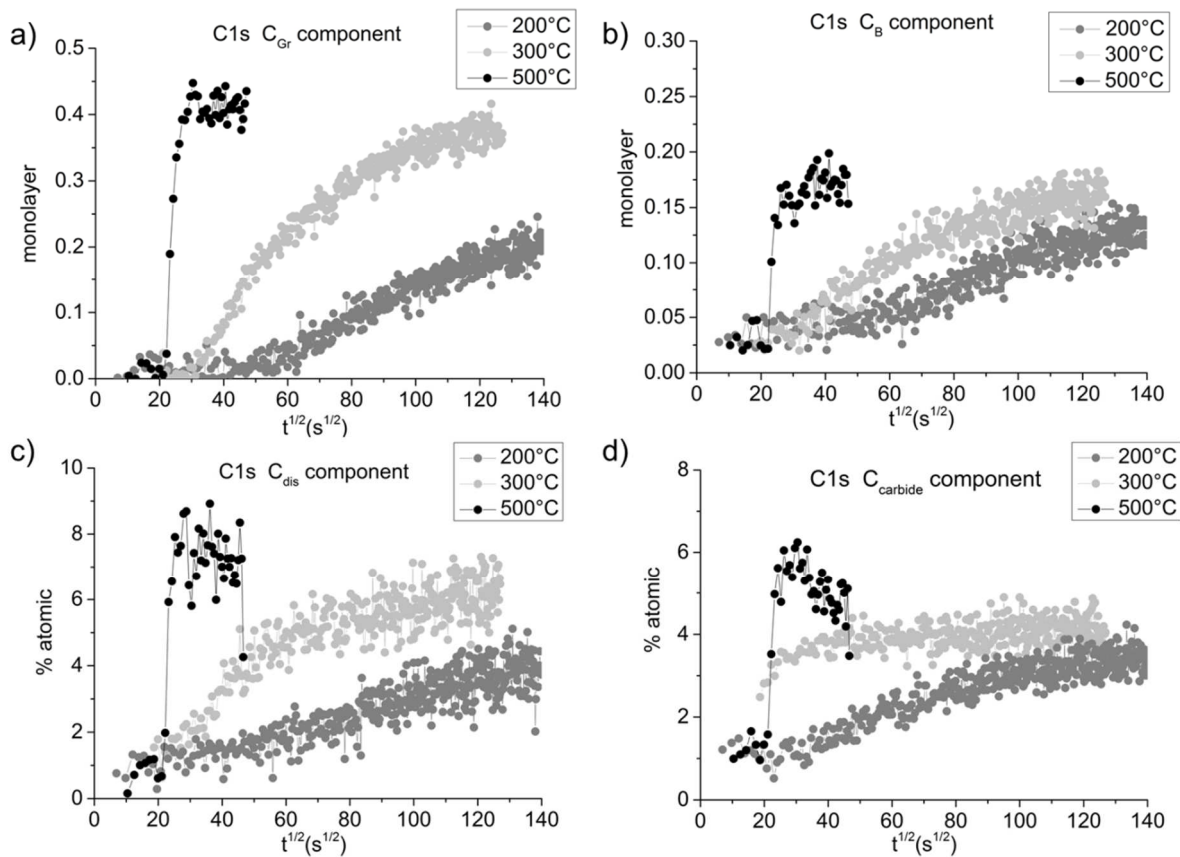 a)
C1s C_Gr component
200°C
300°C
500°C
monolayer
0.5
0.4
0.3
0.2
0.1
0.0
0 20 40 60 80 100 120 140
t^1/2(s^1/2)
b)
C1s C_B component
200°C
300°C
500°C
monolayer
0.30
0.25
0.20
0.15
0.10
0.05
0.00
0 20 40 60 80 100 120 140
t^1/2(s^1/2)
c)
C1s C_dis component
200°C
300°C
500°C
% atomic
10
8
6
4
2
0
0 20 40 60 80 100 120 140
t^1/2(s^1/2)
d)
C1s C_carbide component
200°C
300°C
500°C
% atomic
8
6
4
2
0
0 20 40 60 80 100 120 140
t^1/2(s^1/2)